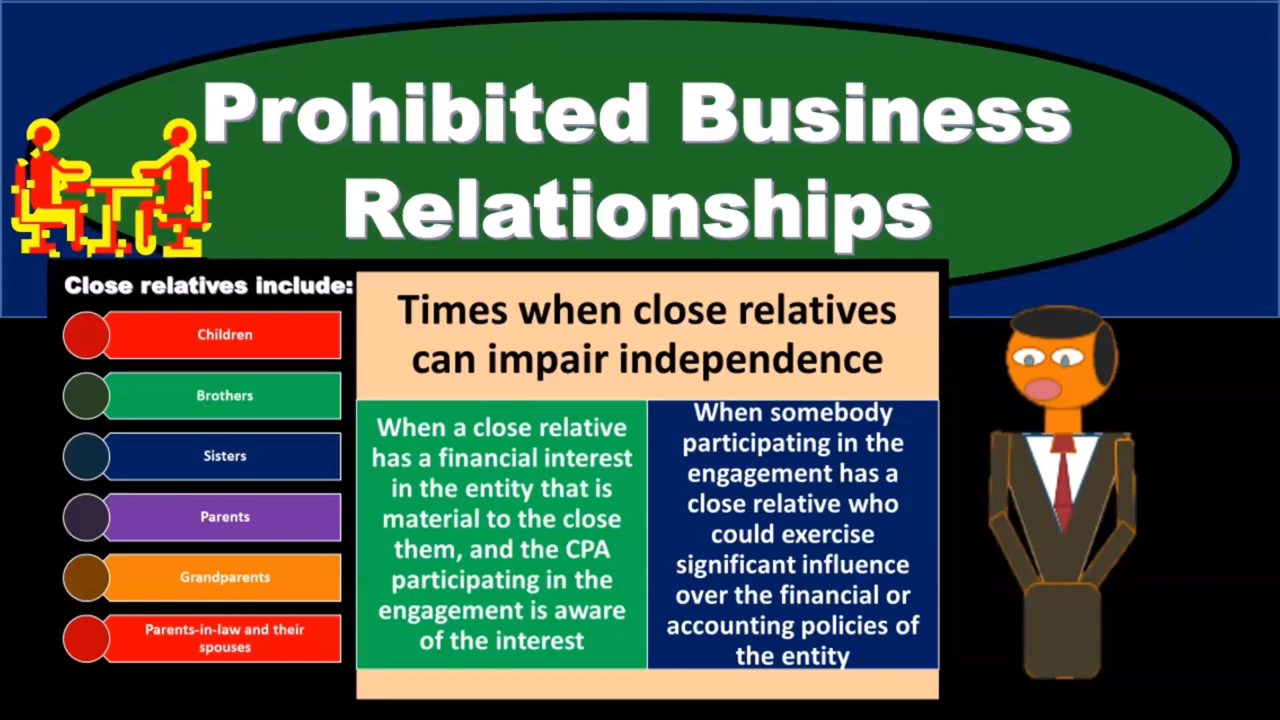 Prohibited Business
Relationships
Close relatives include:
Children
Brothers
Sisters
Parents
Grandparents
Parents-in-law and their
spouses
Times when close relatives
can impair independence
When a close relative
has a financial interest
in the entity that is
material to the close
them, and the CPA
participating in the
engagement is aware
of the interest
When somebody
participating in the
engagement has a
close relative who
could exercise
significant influence
over the financial or
accounting policies of
the entity